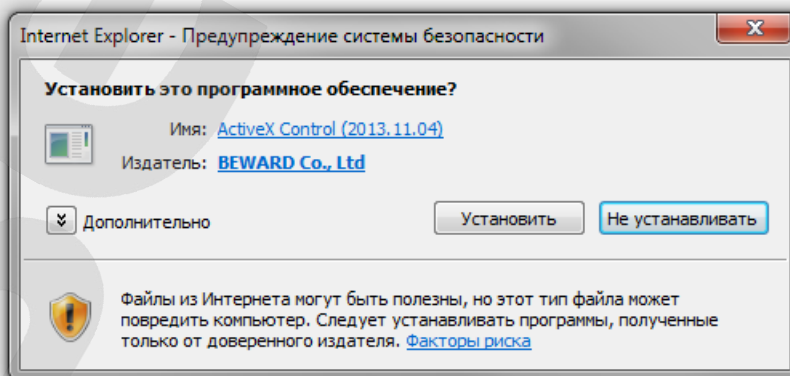 Internet Explorer - Предупреждение системы безопасности
Установить это программное обеспечение?
Имя: ActiveX Control (2013.11.04)
Издатель: BEWARD Co., Ltd
Дополнительно Установить Не устанавливать
Файлы из Интернета могут быть полезны, но этот тип файла может
повредить компьютер. Следует устанавливать программы, полученные
только от доверенного издателя. Факторы риска